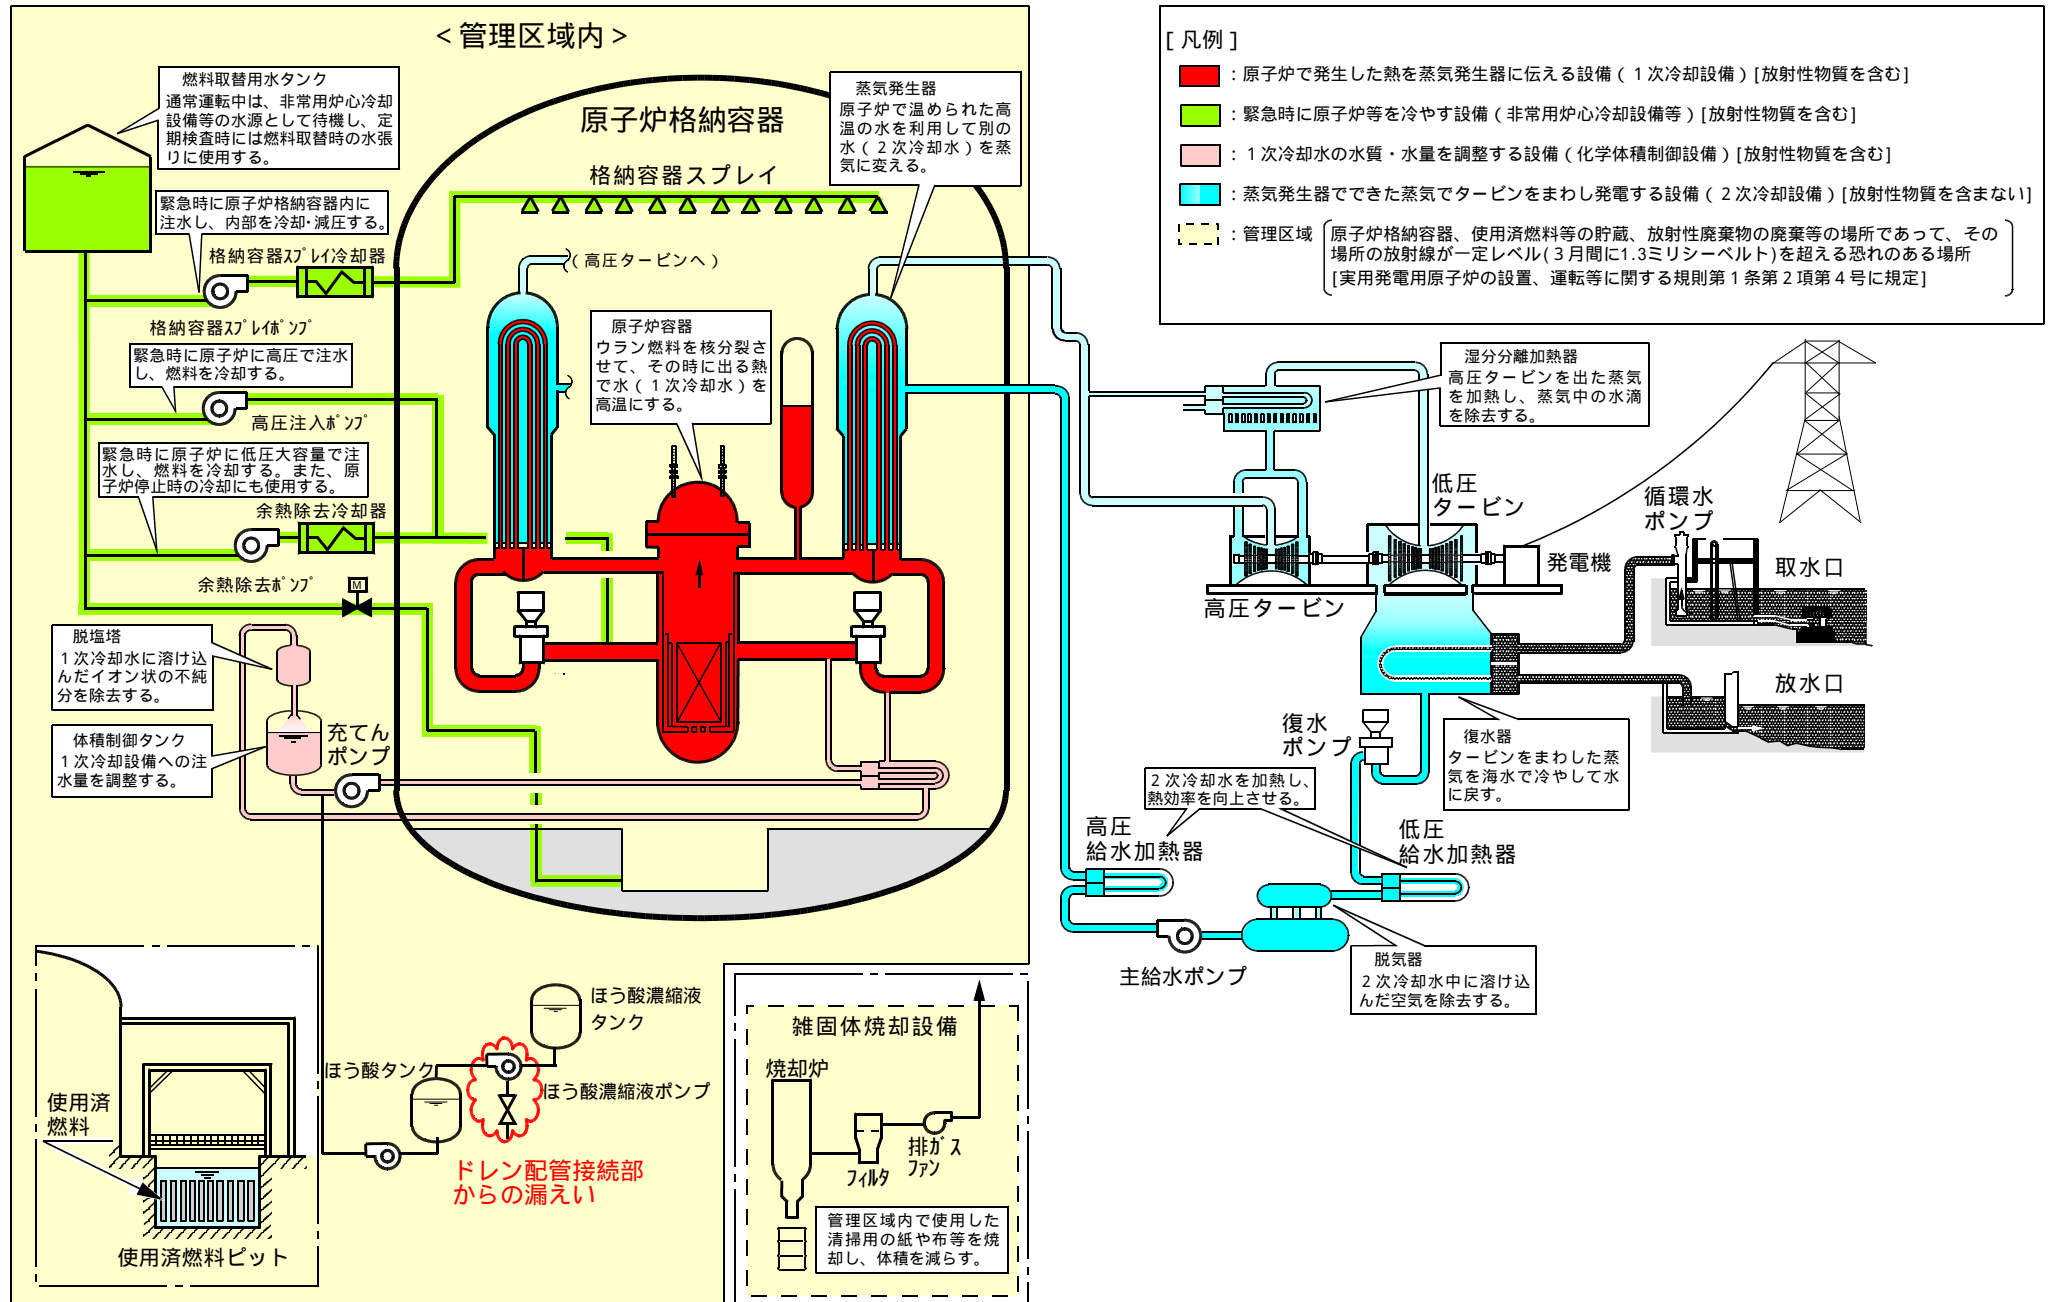 ＜管理区域内＞
燃料取替用水タンク
通常運転中は、非常用炉心冷却
設備等の水源として待機し、定
期検査時には燃料取替時の水張
りに使用する。
原子炉格納容器
蒸気発生器
原子炉で温められた高
温の水を利用して別の
水（２次冷却水）を蒸
気に変える。
格納容器スプレイ
緊急時に原子炉格納容器内に
注水し、内部を冷却･減圧する。
格納容器ｽﾌﾟﾚｲ冷却器
（高圧タービンへ）
格納容器ｽﾌﾟﾚｲﾎﾟﾝﾌﾟ
原子炉容器
ウラン燃料を核分裂さ
せて、その時に出る熱
で水（１次冷却水）を
高温にする。
緊急時に原子炉に高圧で注水
し、燃料を冷却する。
高圧注入ﾎﾟﾝﾌﾟ
緊急時に原子炉に低圧大容量で注
水し、燃料を冷却する。また、原
子炉停止時の冷却にも使用する。
余熱除去冷却器
余熱除去ﾎﾟﾝﾌﾟ
M
脱塩塔
１次冷却水に溶け込
んだイオン状の不純
分を除去する。
体積制御タンク
１次冷却設備への注
水量を調整する。
充てん
ポンプ
[凡例]
：原子炉で発生した熱を蒸気発生器に伝える設備（１次冷却設備）[放射性物質を含む]
：緊急時に原子炉等を冷やす設備（非常用炉心冷却設備等）[放射性物質を含む]
：１次冷却水の水質・水量を調整する設備（化学体積制御設備）[放射性物質を含む]
：蒸気発生器でできた蒸気でタービンをまわし発電する設備（２次冷却設備）[放射性物質を含まない]
：管理区域
原子炉格納容器、使用済燃料等の貯蔵、放射性廃棄物の廃棄等の場所であって、その
場所の放射線が一定レベル(３月間に1.3ミリシーベルト)を超える恐れのある場所
[実用発電用原子炉の設置、運転等に関する規則第１条第２項第４号に規定]
湿分分離加熱器
高圧タービンを出た蒸気
を加熱し、蒸気中の水滴
を除去する。
低圧
タービン
循環水
ポンプ
発電機
取水口
高圧タービン
放水口
復水
ポンプ
復水器
タービンをまわした蒸
気を海水で冷やして水
に戻す。
２次冷却水を加熱し、
熱効率を向上させる。
高圧
給水加熱器
低圧
給水加熱器
主給水ポンプ
脱気器
２次冷却水中に溶け込
んだ空気を除去する。
使用済
燃料
使用済燃料ピット
ほう酸濃縮液
タンク
ほう酸タンク
ほう酸濃縮液ポンプ
ドレン配管接続部
からの漏えい
雑固体焼却設備
焼却炉
ﾌｨﾙﾀ
排ｶﾞｽ
ﾌｧﾝ
管理区域内で使用した
清掃用の紙や布等を焼
却し、体積を減らす。